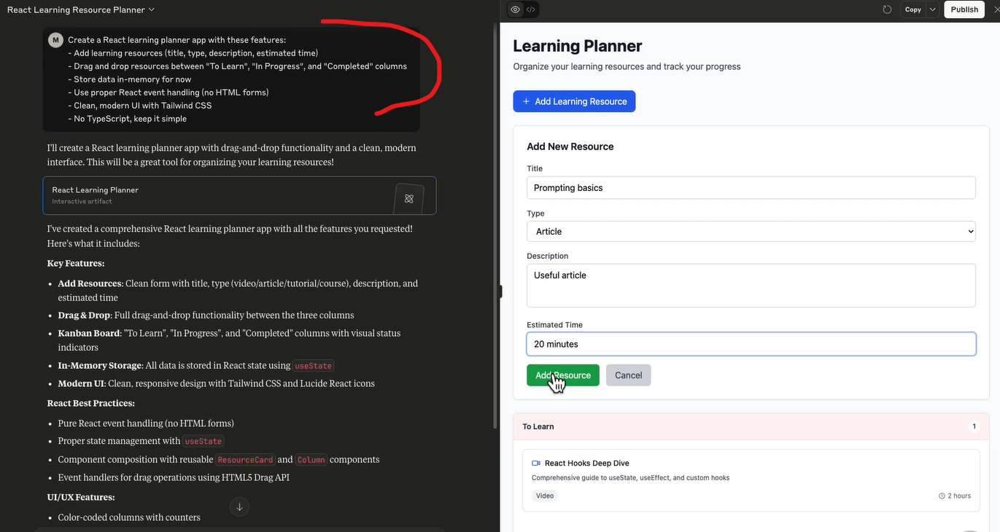 React Learning Resource Planner
Copy
Publish
M
Create a React learning planner app with these features:
- Add learning resources (title, type, description, estimated time)
- Drag and drop resources between "To Learn", "In Progress", and "Completed" columns
- Store data in-memory for now
- Use proper React event handling (no HTML forms)
- Clean, modern UI with Tailwind CSS
- No TypeScript, keep it simple
I'll create a React learning planner app with drag-and-drop functionality and a clean, modern
interface. This will be a great tool for organizing your learning resources!
React Learning Planner
Interactive artifact
I've created a comprehensive React learning planner app with all the features you requested!
Here's what it includes:
Key Features:
• Add Resources: Clean form with title, type (video/article/tutorial/course), description, and
estimated time
• Drag & Drop: Full drag-and-drop functionality between the three columns
• Kanban Board: "To Learn", "In Progress", and "Completed" columns with visual status
indicators
• In-Memory Storage: All data is stored in React state using useState
• Modern UI: Clean, responsive design with Tailwind CSS and Lucide React icons
React Best Practices:
• Pure React event handling (no HTML forms)
• Proper state management with useState
• Component composition with reusable ResourceCard and Column components
• Event handlers for drag operations using HTML5 Drag API
UI/UX Features:
• Color-coded columns with counters
Learning Planner
Organize your learning resources and track your progress
+ Add Learning Resource
Add New Resource
Title
Prompting basics
Type
Article
Description
Useful article
Estimated Time
20 minutes
Add Resource
Cancel
To Learn
1
React Hooks Deep Dive
Comprehensive guide to useState, useEffect, and custom hooks
Video
2 hours